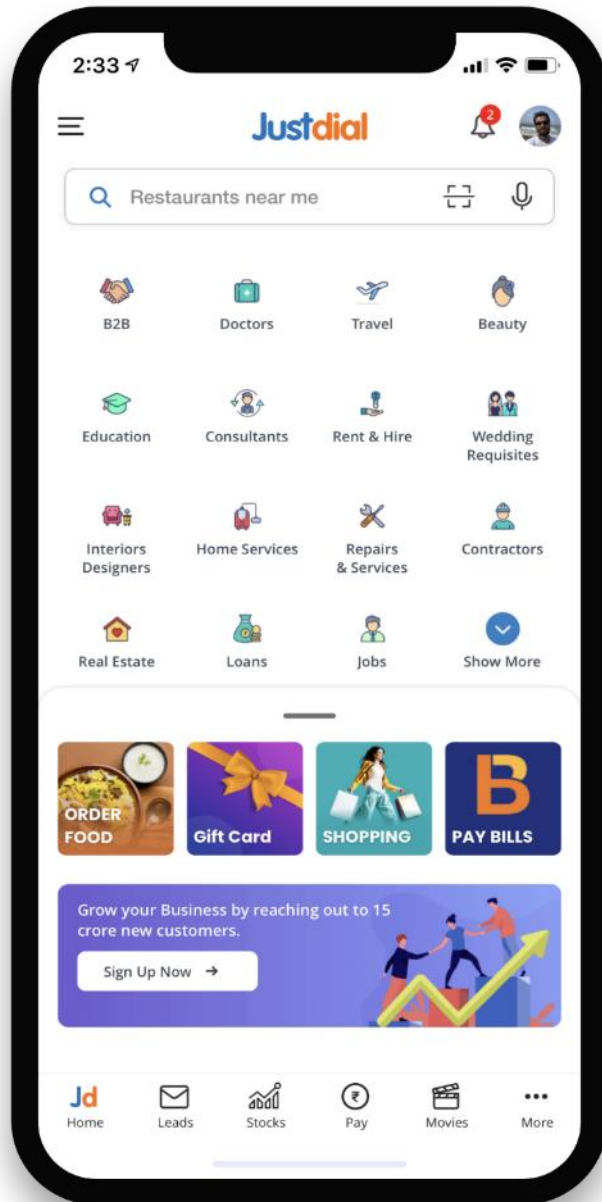 2:33
Justdial
2
Restaurants near me
B2B
Doctors
Travel
Beauty
Education
Consultants
Rent & Hire
Wedding
Requisites
Interiors
Designers
Home Services
Repairs
& Services
Contractors
Real Estate
Loans
Jobs
Show More
ORDER
FOOD
Gift Card
SHOPPING
B
PAY BILLS
Grow your Business by reaching out to 15
crore new customers.
Sign Up Now →
Jd
Home
Leads
Stocks
₹
Pay
Movies
More